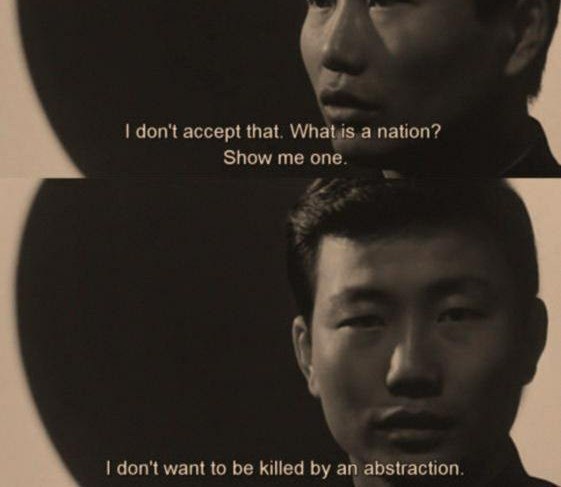 I don't accept that. What is a nation?
Show me one.
I don't want to be killed by an abstraction.